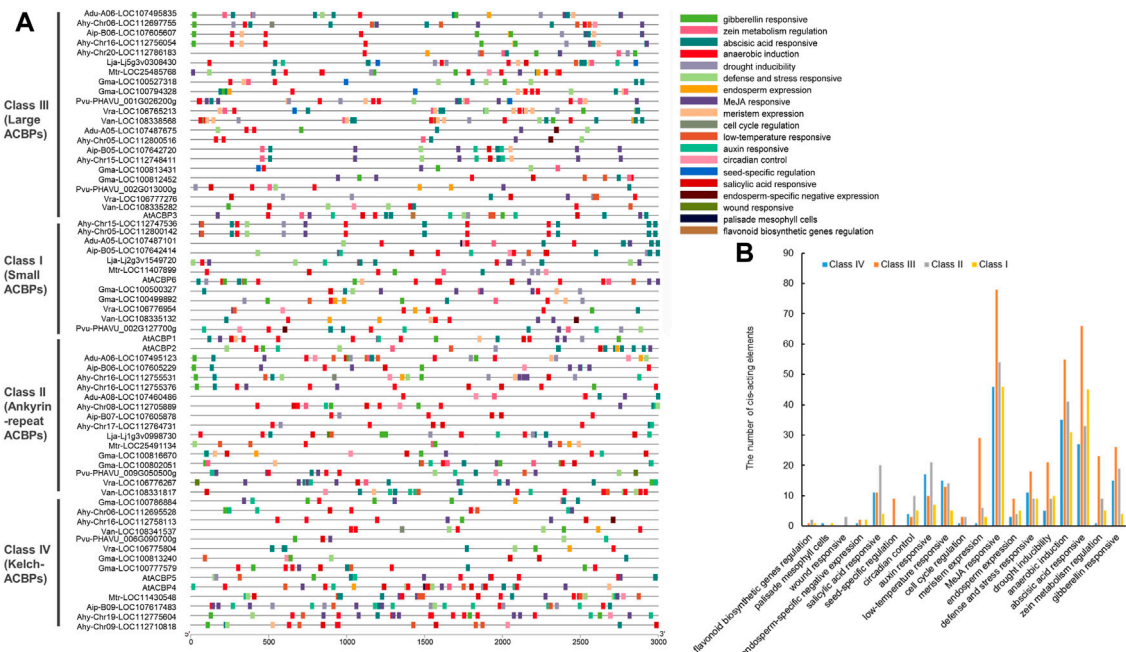 A
Class III
(Large
ACBPs)
Class I
(Small
ACBPs)
Class II
(Ankyrin
-repeat
ACBPs)
Class IV
(Kelch-
ACBPs)
Adu-A06-LOC107495835
Ahy-Chr06-LOC112697755
Aip-B06-LOC107605607
Ahy-Chr16-LOC112756054
Ahy-Chr20-LOC112786183
Lja-Lj5g3v0308430
Mtr-LOC25485768
Gma-LOC100527318
Gma-LOC100794328
Pvu-PHAVU_001G026200g
Vra-LOC106765213
Van-LOC108338568
Adu-A05-LOC107487675
Ahy-Chr05-LOC112800516
Aip-B05-LOC107642720
Ahy-Chr15-LOC112748411
Gma-LOC100813431
Gma-LOC100812452
Pvu-PHAVU_002G013000g
Vra-LOC106777276
Van-LOC108335282
AtACBP3
Ahy-Chr15-LOC112747536
Ahy-Chr05-LOC112800142
Adu-A05-LOC107487101
Aip-B05-LOC107642414
Lja-Lj2g3v1549720
Mtr-LOC11407899
AtACBP6
Gma-LOC100500327
Gma-LOC100499892
Vra-LOC106776954
Van-LOC108335132
Pvu-PHAVU_002G127700g
AtACBP1
AtACBP2
Adu-A06-LOC107495123
Aip-B06-LOC107605229
Ahy-Chr16-LOC112755531
Ahy-Chr16-LOC112755376
Adu-A08-LOC107460486
Ahy-Chr08-LOC112705889
Aip-B07-LOC107605878
Ahy-Chr17-LOC112764731
Lja-Lj1g3v0998730
Mtr-LOC25491134
Gma-LOC100816670
Gma-LOC100802051
Pvu-PHAVU_009G050500g
Vra-LOC106776267
Van-LOC108331817
Gma-LOC100786884
Ahy-Chr06-LOC112695528
Ahy-Chr16-LOC112758113
Van-LOC108341537
Pvu-PHAVU_006G090700g
Vra-LOC106775804
Gma-LOC100813240
Gma-LOC100777579
AtACBP5
AtACBP4
Mtr-LOC11430548
Aip-B09-LOC107617483
Ahy-Chr19-LOC112775604
Ahy-Chr09-LOC112710818
5' 3'
0 500 1000 1500 2000 2500 3000
gibberellin responsive
zein metabolism regulation
abscisic acid responsive
anaerobic induction
drought inducibility
defense and stress responsive
endosperm expression
MeJA responsive
meristem expression
cell cycle regulation
low-temperature responsive
auxin responsive
circadian control
seed-specific regulation
salicylic acid responsive
endosperm-specific negative expression
wound responsive
palisade mesophyll cells
flavonoid biosynthetic genes regulation
B
Class IV Class III Class II Class I
The number of cis-acting elements
90
80
70
60
50
40
30
20
10
0
flavonoid biosynthetic genes regulation
palisade mesophyll cells
wound responsive
endosperm-specific negative expression
salicylic acid responsive
seed-specific regulation
circadian control
auxin responsive
low-temperature responsive
cell cycle regulation
meristem expression
MeJA responsive
endosperm expression
defense and stress responsive
drought inducibility
anaerobic induction
abscisic acid responsive
zein metabolism regulation
gibberellin responsive